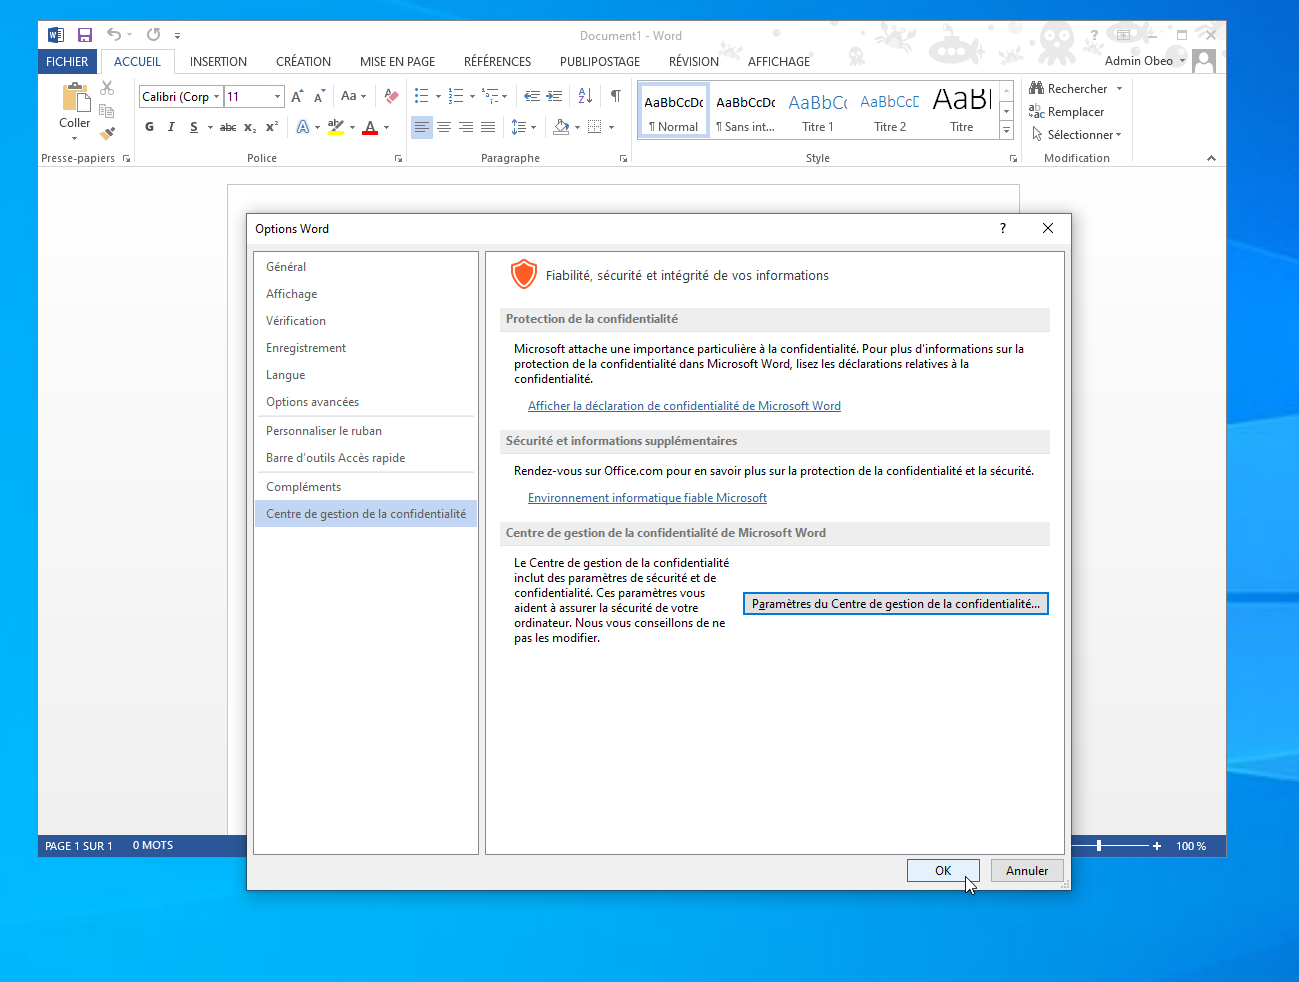 Document1 - Word
?
FICHIER ACCUEIL INSERTION CRÉATION MISE EN PAGE RÉFÉRENCES PUBLIPOSTAGE RÉVISION AFFICHAGE Admin Obeo
Coller
Calibri (Corp 11 Aa
G I S abc x₂ x² A aby A
AaBbCcDc AaBbCcDc AaBbC AaBbCcD AaB
¶ Normal ¶ Sans int... Titre 1 Titre 2 Titre
Rechercher
Remplacer
Sélectionner
Presse-papiers Police Paragraphe Style Modification
Options Word ?
Général
Affichage
Vérification
Enregistrement
Langue
Options avancées
Personnaliser le ruban
Barre d'outils Accès rapide
Compléments
Centre de gestion de la confidentialité
Fiabilité, sécurité et intégrité de vos informations
Protection de la confidentialité
Microsoft attache une importance particulière à la confidentialité. Pour plus d'informations sur la
protection de la confidentialité dans Microsoft Word, lisez les déclarations relatives à la
confidentialité.
Afficher la déclaration de confidentialité de Microsoft Word
Sécurité et informations supplémentaires
Rendez-vous sur Office.com pour en savoir plus sur la protection de la confidentialité et la sécurité.
Environnement informatique fiable Microsoft
Centre de gestion de la confidentialité de Microsoft Word
Le Centre de gestion de la confidentialité
inclut des paramètres de sécurité et de
confidentialité. Ces paramètres vous
aident à assurer la sécurité de votre
ordinateur. Nous vous conseillons de ne
pas les modifier.
Paramètres du Centre de gestion de la confidentialité...
OK Annuler
PAGE 1 SUR 1 0 MOTS 100 %